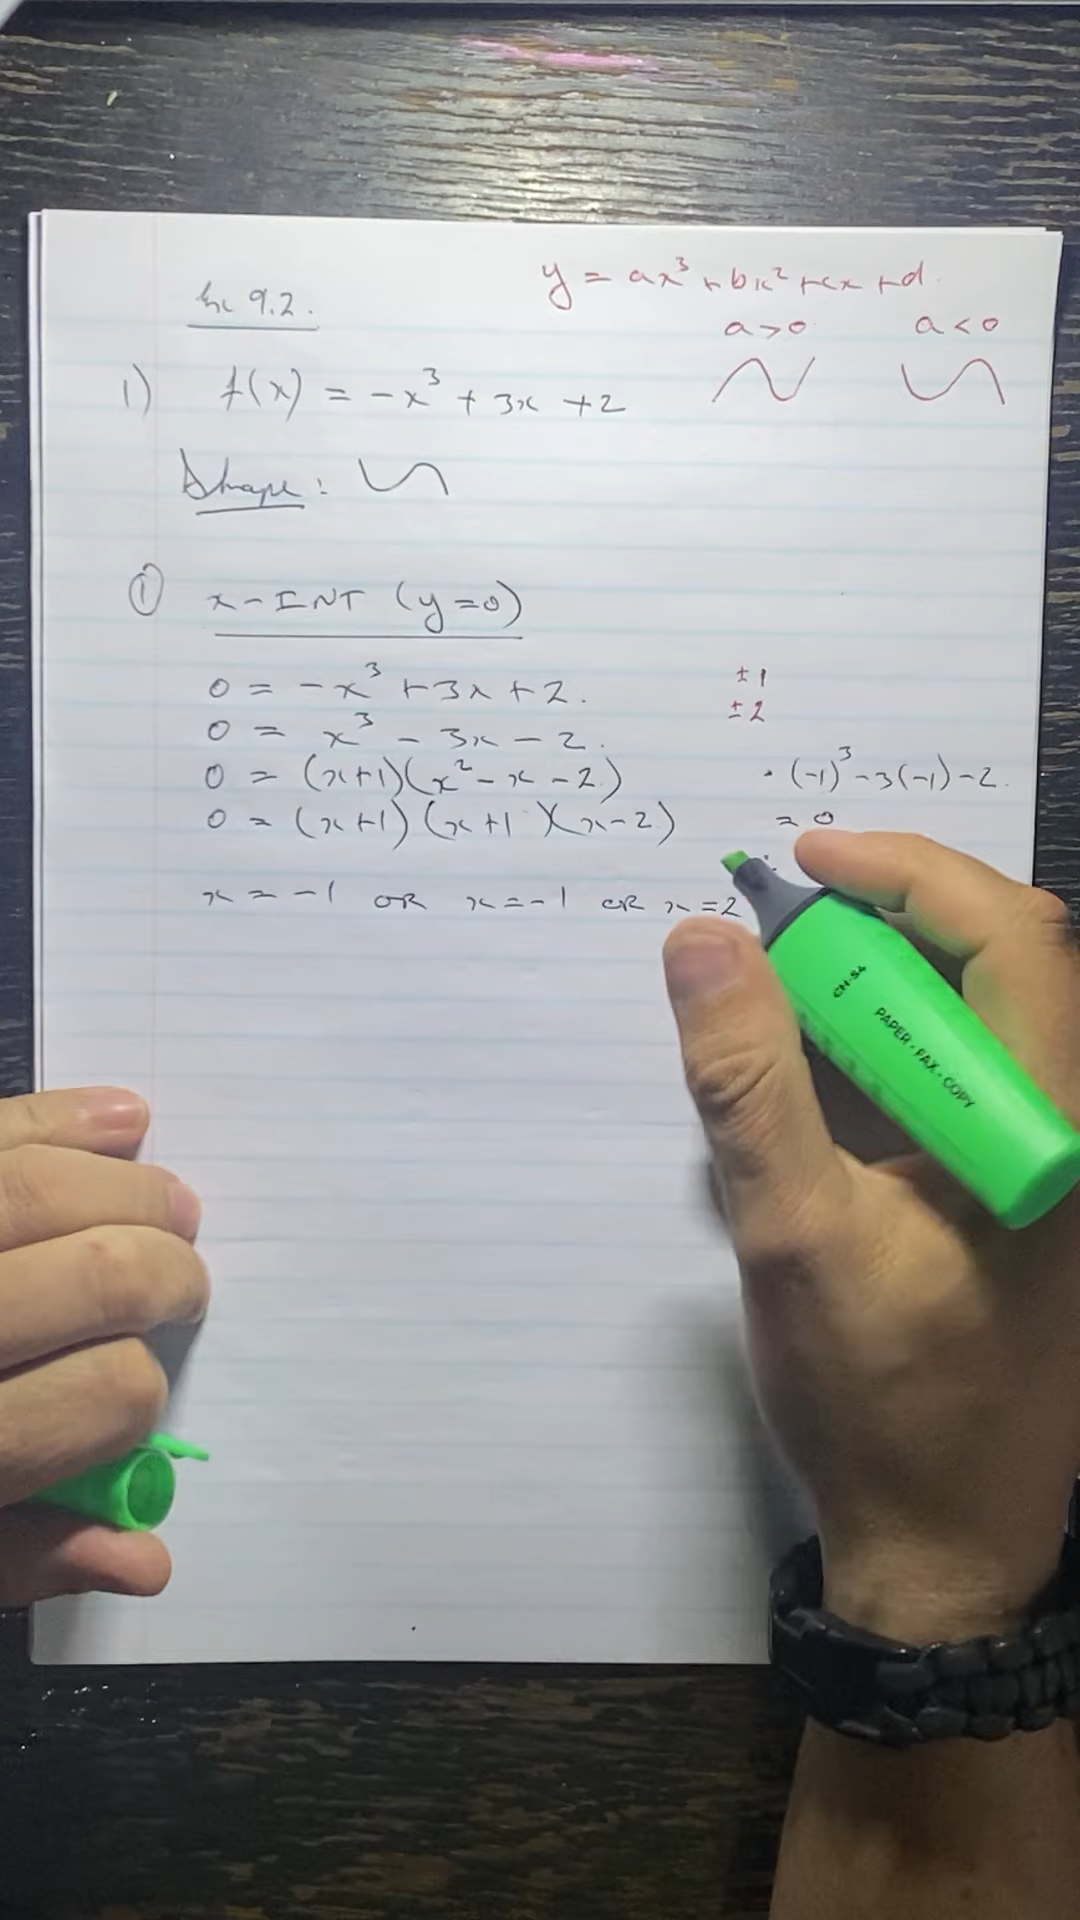 y = ax³ + bx² + cx + d
Ex 9.2.
a > 0 a < 0
1) f(x) = -x³ + 3x + 2
Shape:
① x-INT (y=0)
0 = -x³ + 3x + 2.
± 1
± 2
0 = x³ - 3x - 2.
0 = (x+1)(x² - x - 2)
· (-1)³ - 3(-1) - 2.
0 = (x+1)(x+1)(x-2)
= 0
x = -1 OR x = -1 OR x = 2
CH-54
PAPER · FAX · COPY